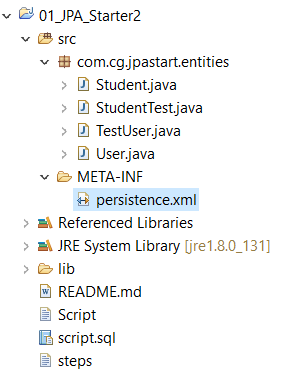 01_JPA_Starter2
src
com.cg.jpastart.entities
Student.java
StudentTest.java
TestUser.java
User.java
META-INF
persistence.xml
Referenced Libraries
JRE System Library [jre1.8.0_131]
lib
README.md
Script
script.sql
steps